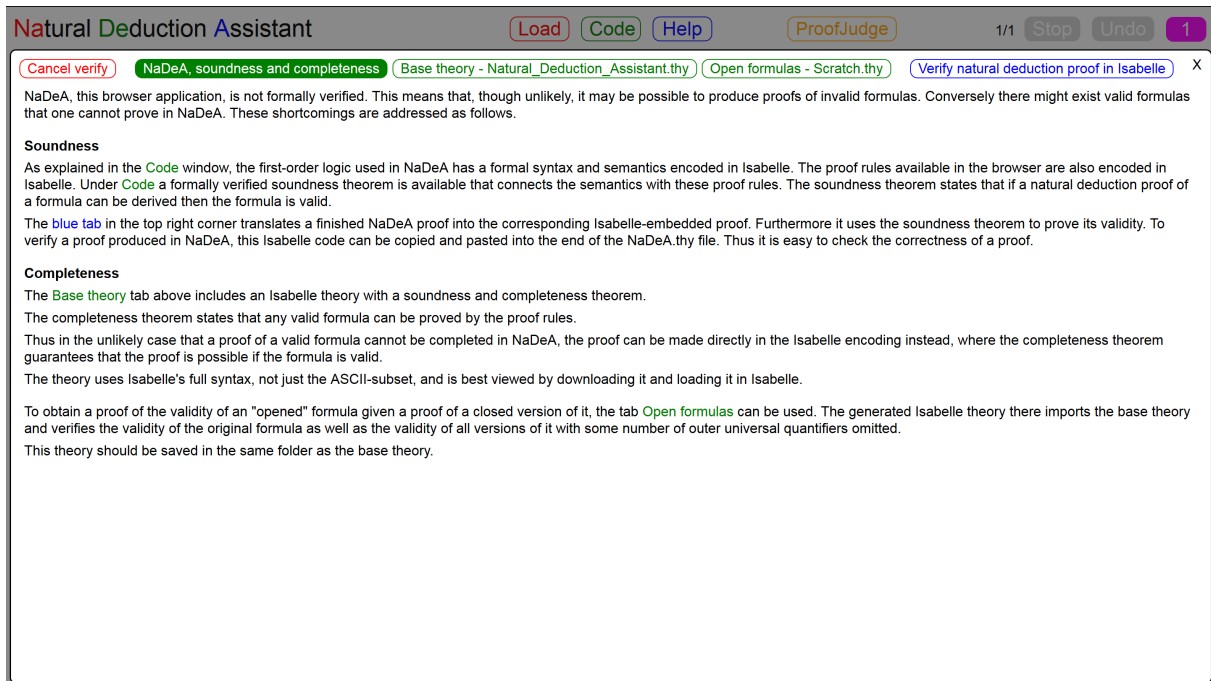 Natural Deduction Assistant Load Code Help ProofJudge 1/1 Stop Undo 1
Cancel verify NaDeA, soundness and completeness Base theory - Natural_Deduction_Assistant.thy Open formulas - Scratch.thy Verify natural deduction proof in Isabelle X
NaDeA, this browser application, is not formally verified. This means that, though unlikely, it may be possible to produce proofs of invalid formulas. Conversely there might exist valid formulas
that one cannot prove in NaDeA. These shortcomings are addressed as follows.
Soundness
As explained in the Code window, the first-order logic used in NaDeA has a formal syntax and semantics encoded in Isabelle. The proof rules available in the browser are also encoded in
Isabelle. Under Code a formally verified soundness theorem is available that connects the semantics with these proof rules. The soundness theorem states that if a natural deduction proof of
a formula can be derived then the formula is valid.
The blue tab in the top right corner translates a finished NaDeA proof into the corresponding Isabelle-embedded proof. Furthermore it uses the soundness theorem to prove its validity. To
verify a proof produced in NaDeA, this Isabelle code can be copied and pasted into the end of the NaDeA.thy file. Thus it is easy to check the correctness of a proof.
Completeness
The Base theory tab above includes an Isabelle theory with a soundness and completeness theorem.
The completeness theorem states that any valid formula can be proved by the proof rules.
Thus in the unlikely case that a proof of a valid formula cannot be completed in NaDeA, the proof can be made directly in the Isabelle encoding instead, where the completeness theorem
guarantees that the proof is possible if the formula is valid.
The theory uses Isabelle's full syntax, not just the ASCII-subset, and is best viewed by downloading it and loading it in Isabelle.
To obtain a proof of the validity of an "opened" formula given a proof of a closed version of it, the tab Open formulas can be used. The generated Isabelle theory there imports the base theory
and verifies the validity of the original formula as well as the validity of all versions of it with some number of outer universal quantifiers omitted.
This theory should be saved in the same folder as the base theory.